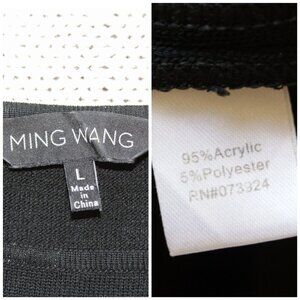 MING WANG
L
Made
in
China
95%Acrylic
5%Polyester
RN#073324